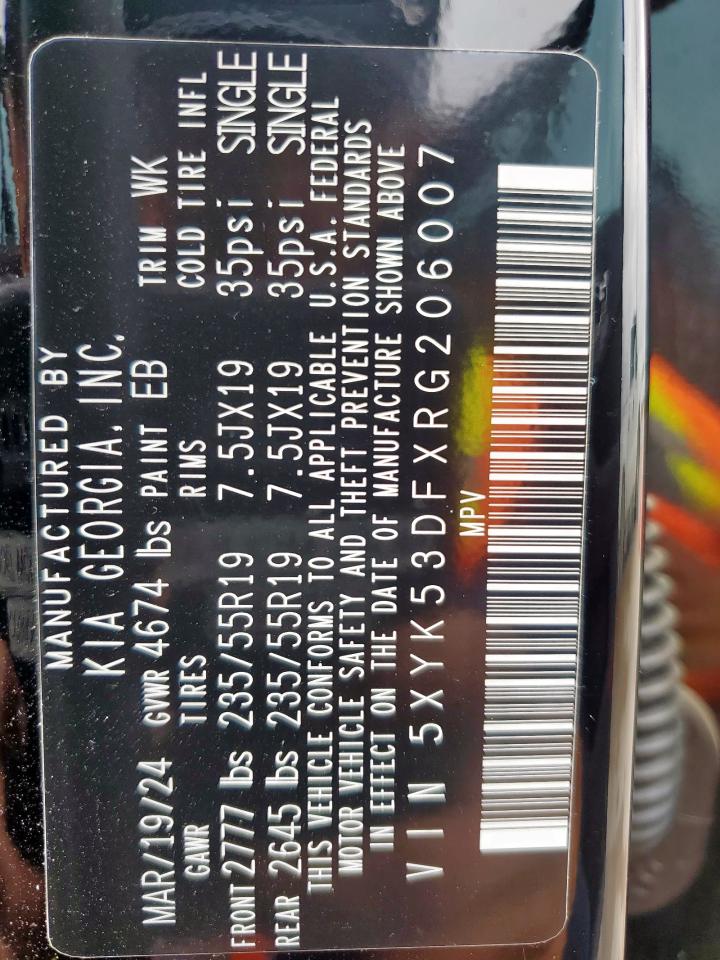 MANUFACTURED BY
KIA GEORGIA, INC.
MAR/19/24 GVWR 4674 lbs PAINT EB TRIM WK
GAWR TIRES RIMS COLD TIRE INFL
FRONT 2777 lbs 235/55R19 7.5JX19 35psi SINGLE
REAR 2645 lbs 235/55R19 7.5JX19 35psi SINGLE
THIS VEHICLE CONFORMS TO ALL APPLICABLE U.S.A. FEDERAL
MOTOR VEHICLE SAFETY AND THEFT PREVENTION STANDARDS
IN EFFECT ON THE DATE OF MANUFACTURE SHOWN ABOVE
VIN 5XYK53DFXRG206007
MPV